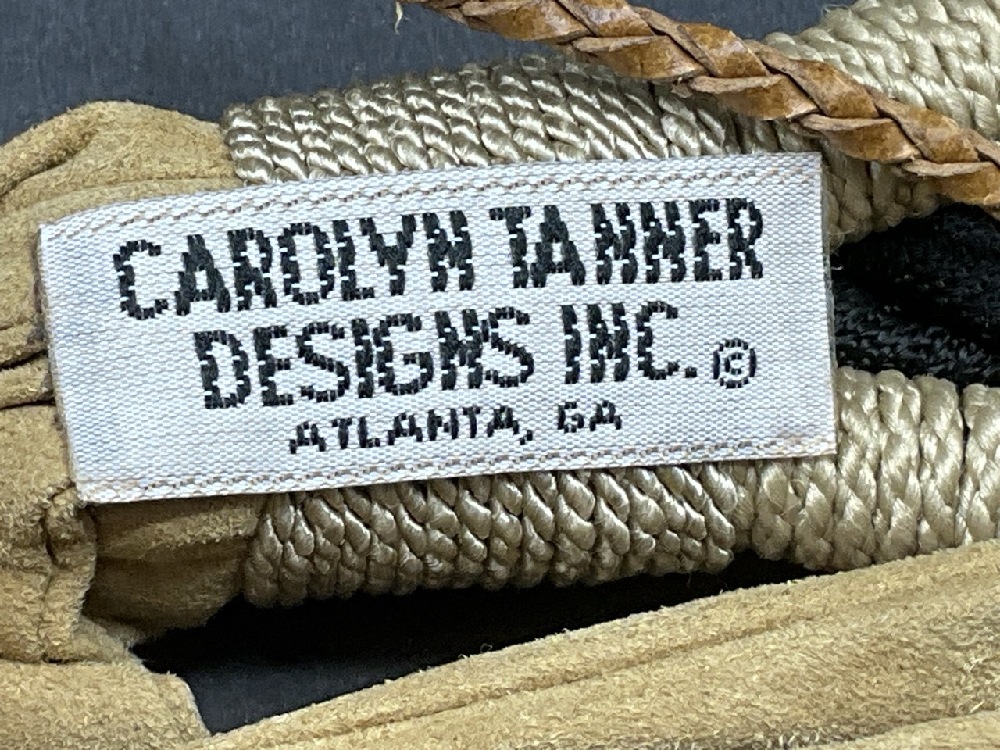 CAROLYN TANNER
DESIGNS INC.©
ATLANTA, GA